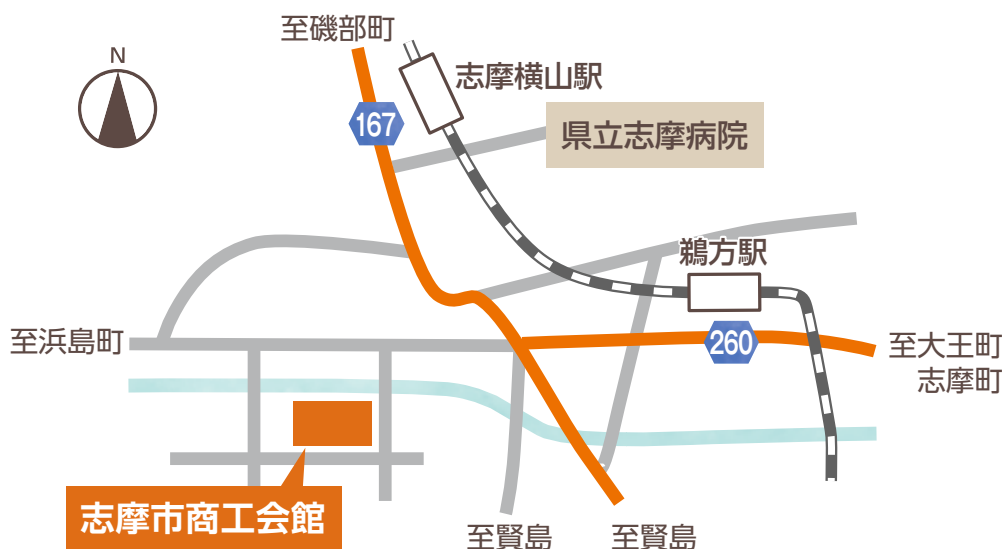 至磯部町
N
志摩横山駅
167
県立志摩病院
鵜方駅
至浜島町
260
至大王町
志摩町
志摩市商工会館
至賢島
至賢島